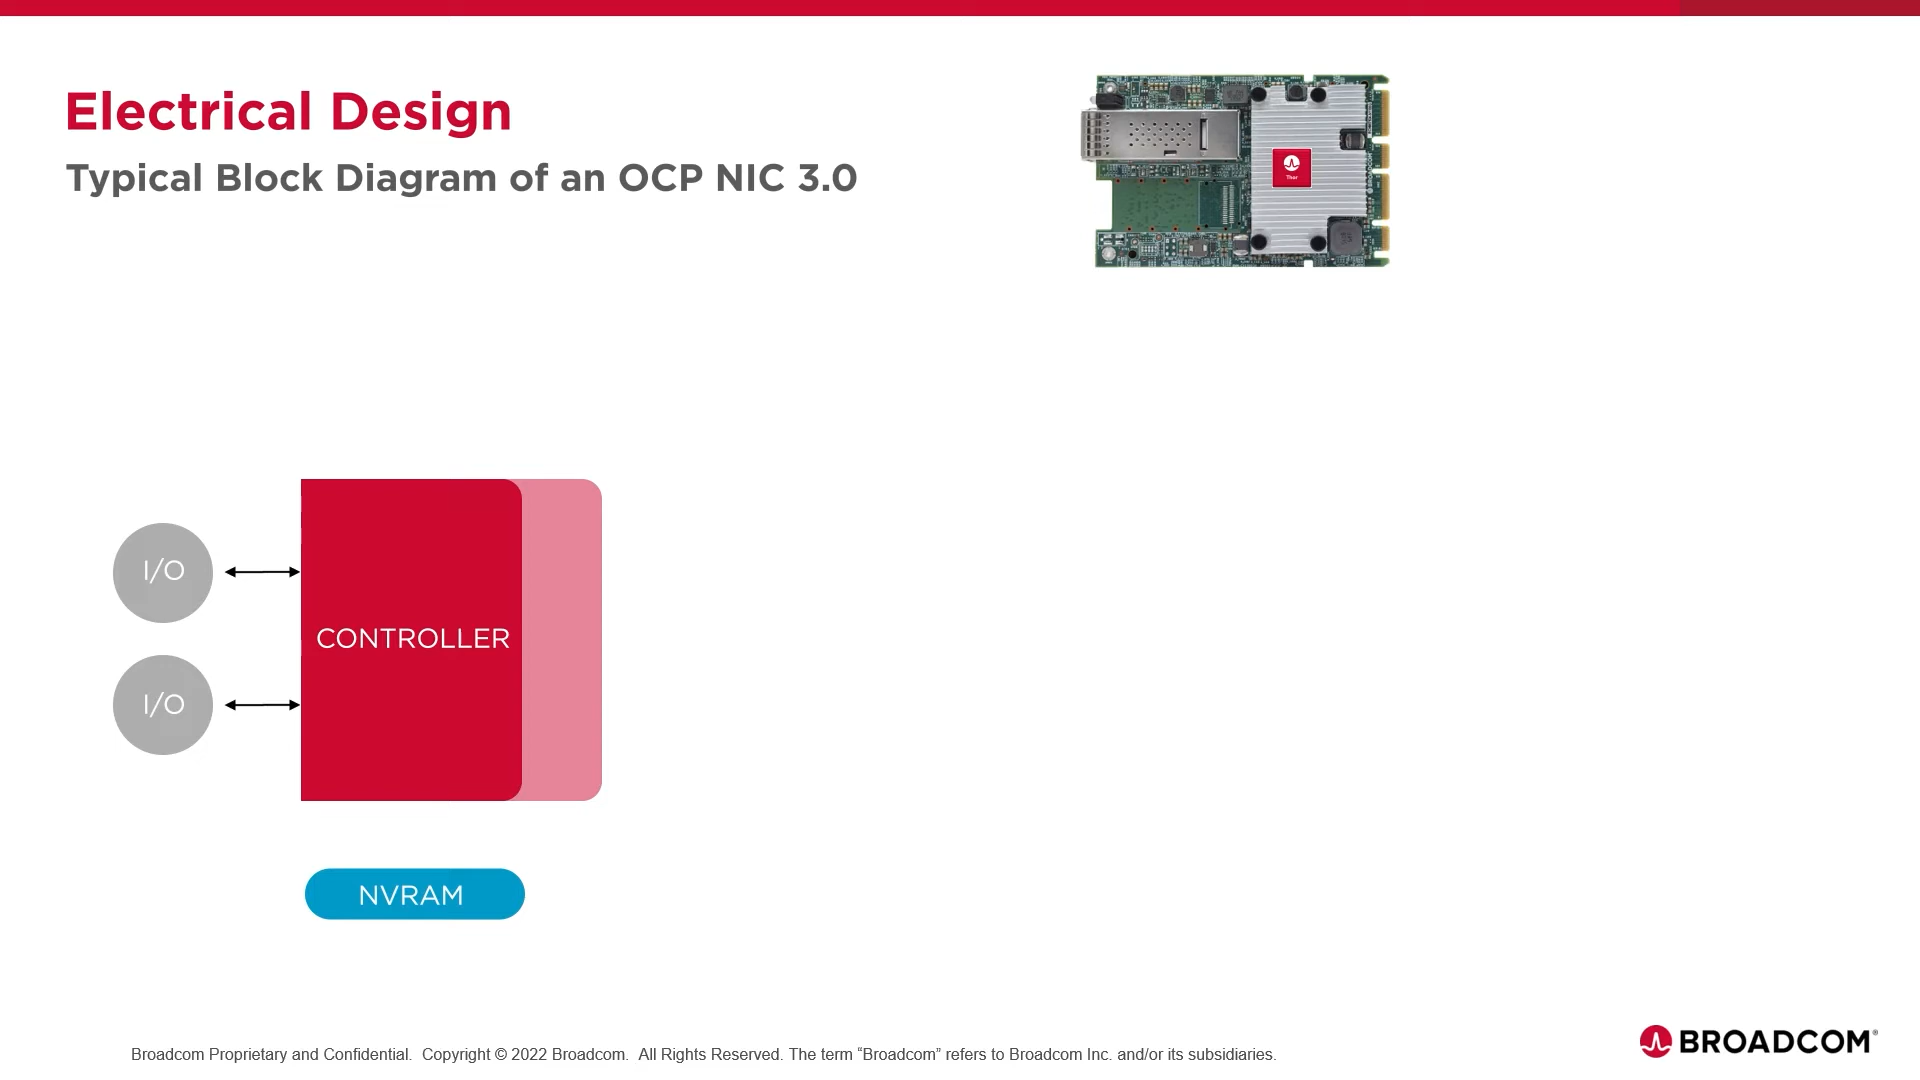 Electrical Design
Typical Block Diagram of an OCP NIC 3.0
Thor
I/O
CONTROLLER
I/O
NVRAM
Broadcom Proprietary and Confidential.  Copyright © 2022 Broadcom.  All Rights Reserved. The term “Broadcom” refers to Broadcom Inc. and/or its subsidiaries.
BROADCOM®